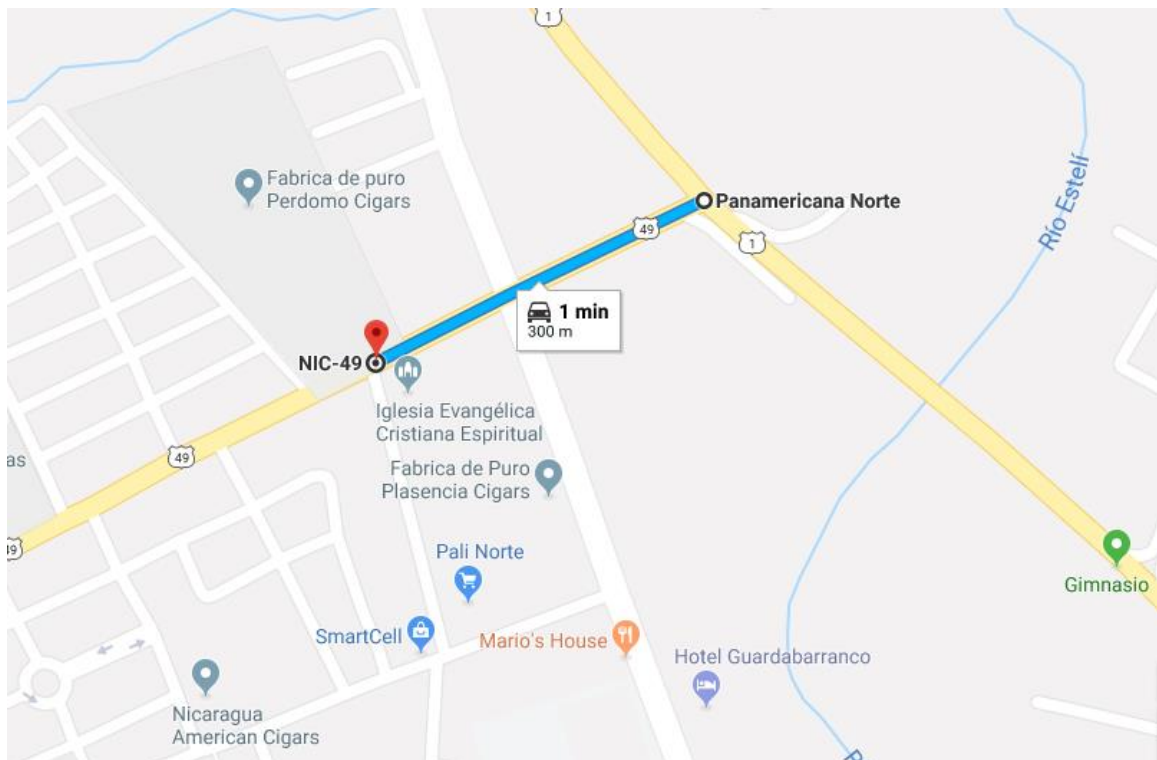 1
Fabrica de puro
Perdomo Cigars
Panamericana Norte
49
1
Río Estelí
1 min
300 m
NIC-49
Iglesia Evangélica
Cristiana Espiritual
as
49
Fabrica de Puro
Plasencia Cigars
49
Pali Norte
Gimnasio
SmartCell
Mario's House
Hotel Guardabarranco
Nicaragua
American Cigars
R